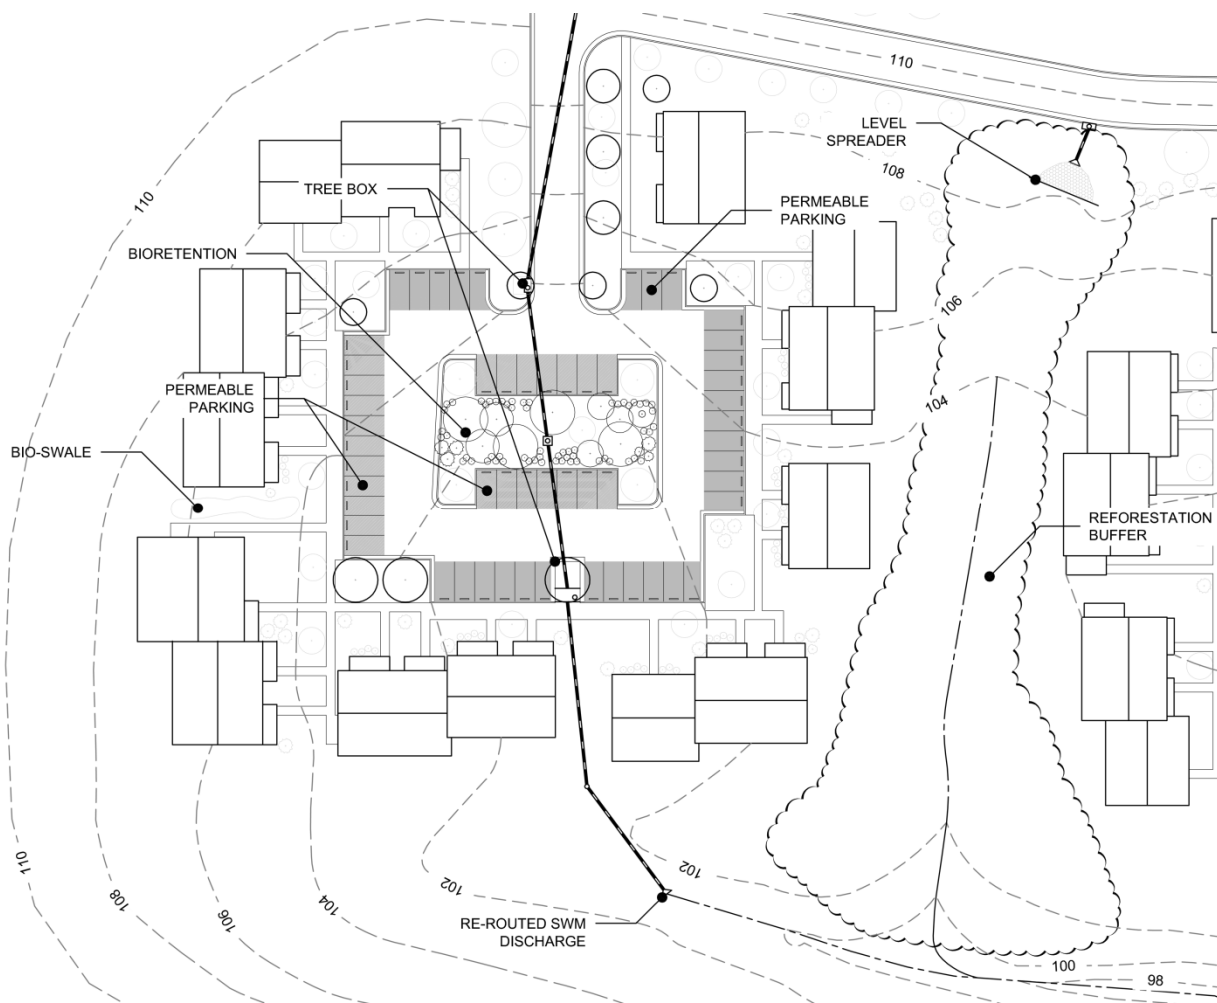 110
LEVEL
SPREADER
108
110
TREE BOX
PERMEABLE
PARKING
BIORETENTION
106
PERMEABLE
PARKING
104
BIO-SWALE
REFORESTATION
BUFFER
110
108
106
104
102
102
RE-ROUTED SWM
DISCHARGE
100
98